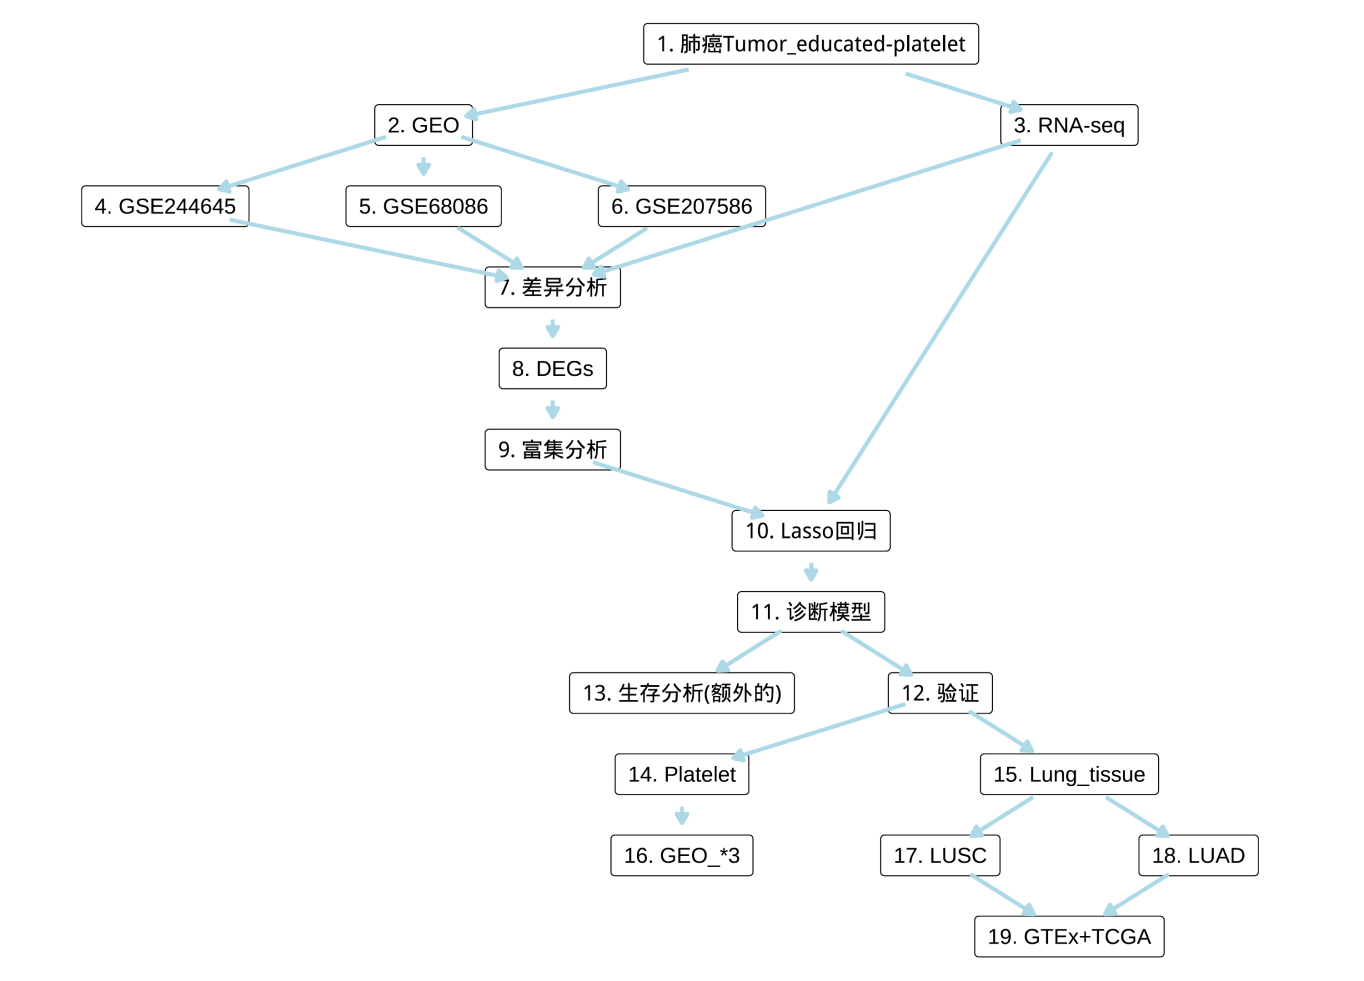 1. 肺癌Tumor_educated-platelet
2. GEO
3. RNA-seq
4. GSE244645
5. GSE68086
6. GSE207586
7. 差异分析
8. DEGs
9. 富集分析
10. Lasso回归
11. 诊断模型
13. 生存分析(额外的)
12. 验证
14. Platelet
15. Lung_tissue
16. GEO_*3
17. LUSC
18. LUAD
19. GTEx+TCGA